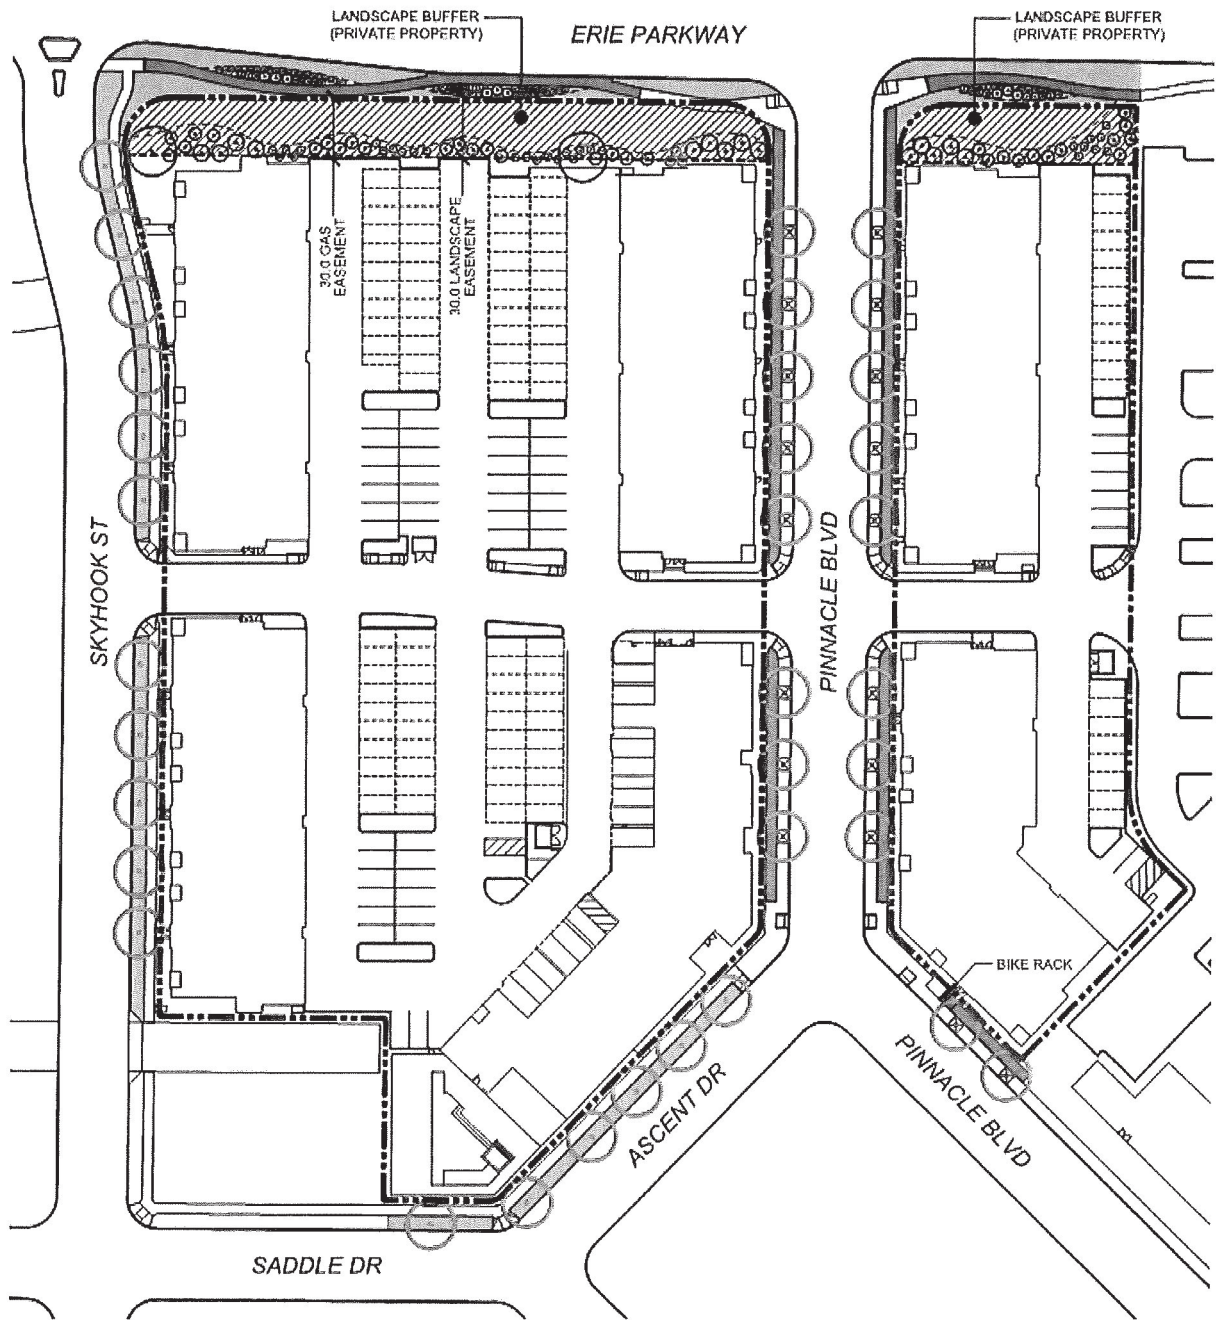 LANDSCAPE BUFFER
(PRIVATE PROPERTY)
ERIE PARKWAY
LANDSCAPE BUFFER
(PRIVATE PROPERTY)
30.0 GAS
EASEMENT
30.0 LANDSCAPE
EASEMENT
SKYHOOK ST
PINNACLE BLVD
BIKE RACK
PINNACLE BLVD
ASCENT DR
SADDLE DR